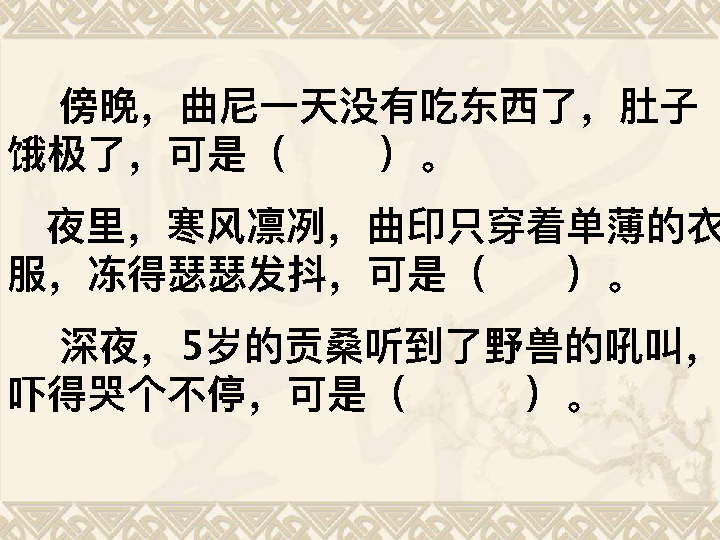 傍晚，曲尼一天没有吃东西了，肚子
饿极了，可是（　　）。
夜里，寒风凛冽，曲印只穿着单薄的衣
服，冻得瑟瑟发抖，可是（　　）。
深夜，5岁的贡桑听到了野兽的吼叫，
吓得哭个不停，可是（　　　）。